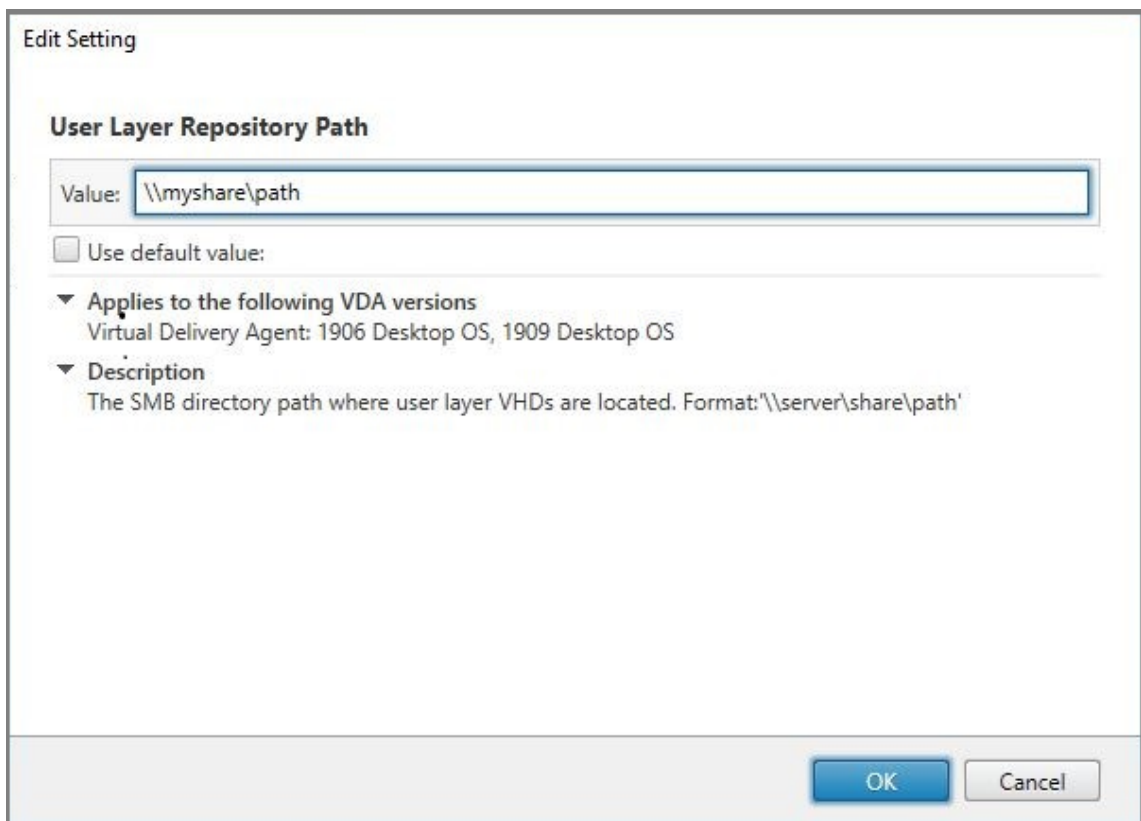 Edit Setting
User Layer Repository Path
Value: \\myshare\path
Use default value:
Applies to the following VDA versions
Virtual Delivery Agent: 1906 Desktop OS, 1909 Desktop OS
Description
The SMB directory path where user layer VHDs are located. Format:'\\server\share\path'
OK Cancel